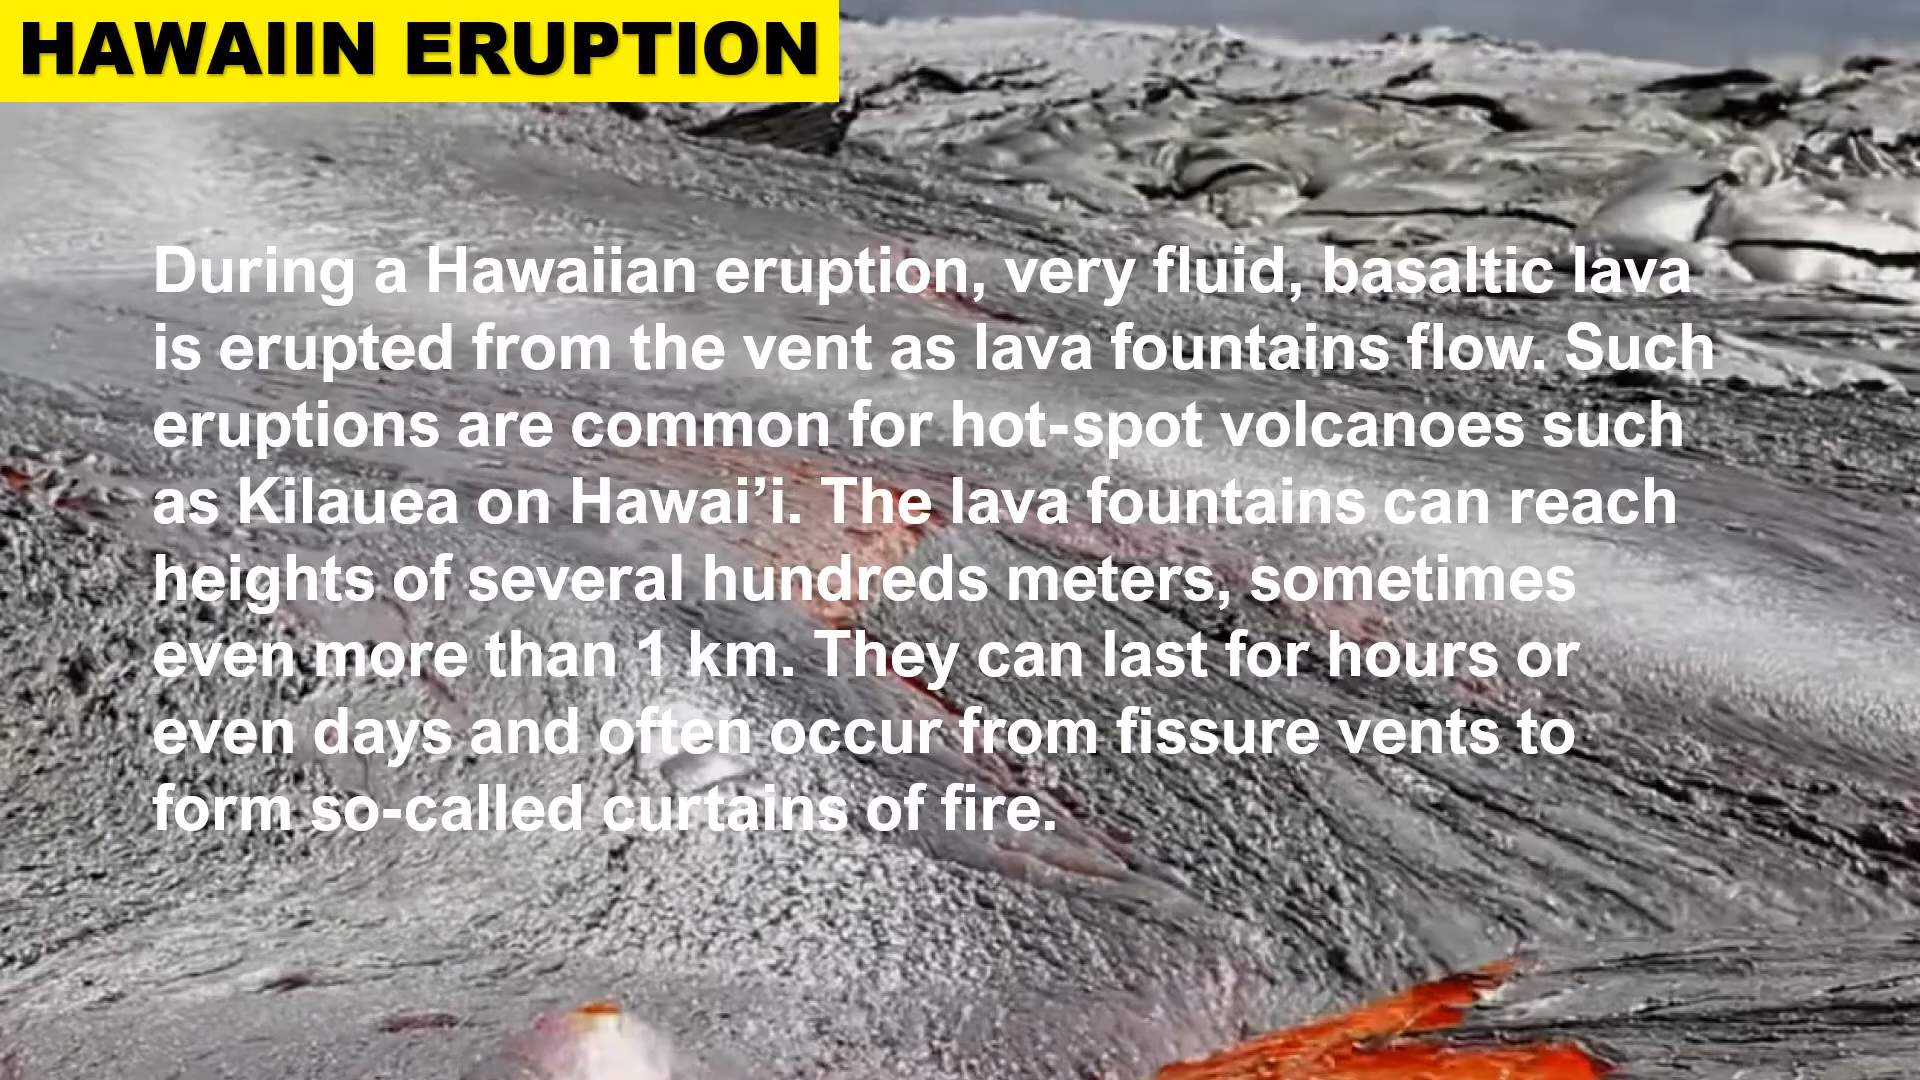 HAWAIIN ERUPTION
During a Hawaiian eruption, very fluid, basaltic lava
is erupted from the vent as lava fountains flow. Such
eruptions are common for hot-spot volcanoes such
as Kilauea on Hawai’i. The lava fountains can reach
heights of several hundreds meters, sometimes
even more than 1 km. They can last for hours or
even days and often occur from fissure vents to
form so-called curtains of fire.